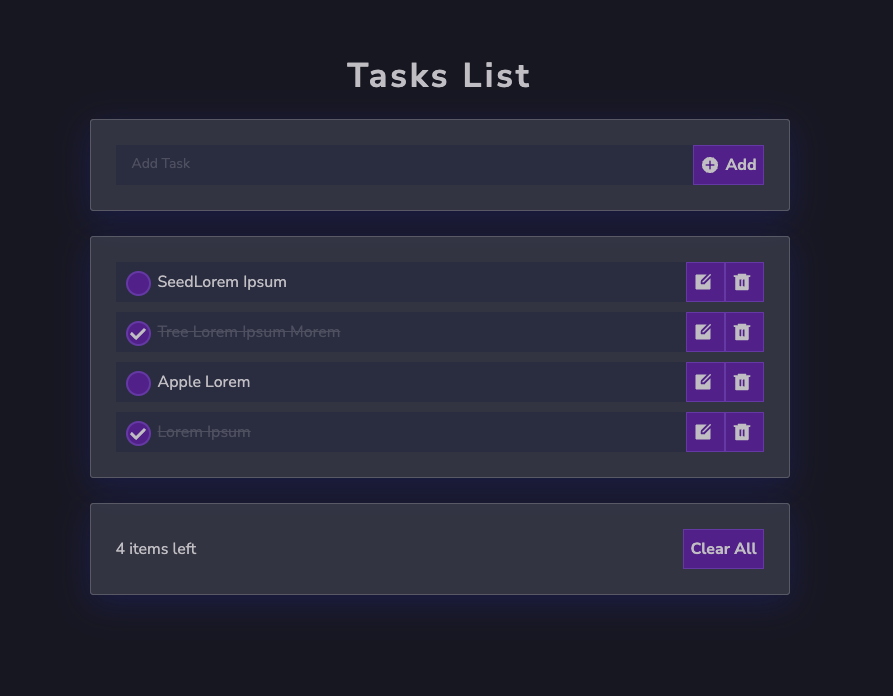 Tasks List
Add Task
Add
SeedLorem Ipsum
Tree Lorem Ipsum Morem
Apple Lorem
Lorem Ipsum
4 items left
Clear All